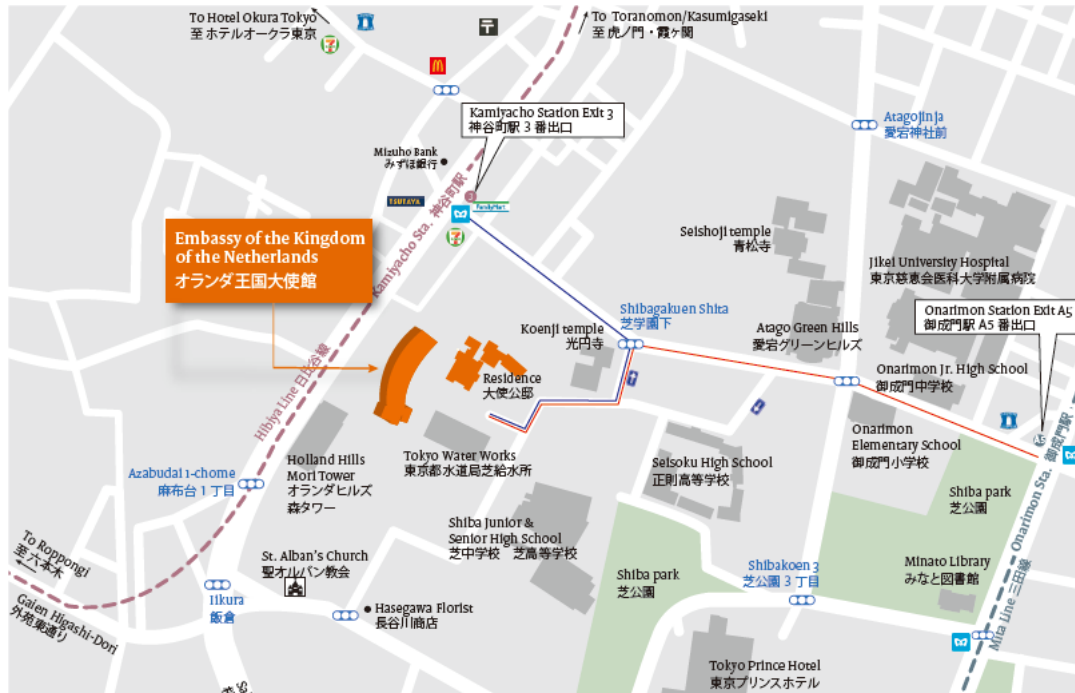 To Hotel Okura Tokyo
至 ホテルオークラ東京
To Toranomon/Kasumigaseki
至 虎ノ門・霞ヶ関
Kamiyacho Station Exit 3
神谷町駅 3 番出口
Atagojinja
愛宕神社前
Mizuho Bank
みずほ銀行
TSUTAYA
3
FamilyMart
7
7
Kamiyacho Sta. 神谷町駅
Embassy of the Kingdom
of the Netherlands
オランダ王国大使館
Seishoji temple
青松寺
Jikei University Hospital
東京慈恵会医科大学附属病院
Shibagakuen Shita
芝学園下
Onarimon Station Exit A5
御成門駅 A5 番出口
Koenji temple
光円寺
Atago Green Hills
愛宕グリーンヒルズ
Residence
大使公邸
Onarimon Jr. High School
御成門中学校
Hibiya Line 日比谷線
A5
Onarimon
Elementary School
御成門小学校
Tokyo Water Works
東京都水道局芝給水所
Holland Hills
Mori Tower
オランダヒルズ
森タワー
Seisoku High School
正則高等学校
Azabudai 1-chome
麻布台 1 丁目
Shiba park
芝公園
Onarimon Sta. 御成門駅
Shiba Junior &
Senior High School
芝中学校 芝高等学校
To Roppongi
至 六本木
St. Alban's Church
聖オルバン教会
Shiba park
芝公園
Shibakoen 3
芝公園 3 丁目
Minato Library
みなと図書館
Iikura
飯倉
Hasegawa Florist
長谷川商店
Gaien Higashi-Dori
外苑東通り
Mita Line 三田線
Tokyo Prince Hotel
東京プリンスホテル